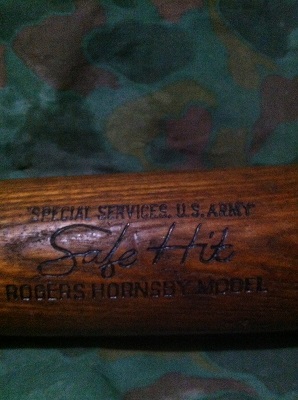 "SPECIAL SERVICES, U.S. ARMY"
Safe Hit
ROGERS HORNSBY MODEL